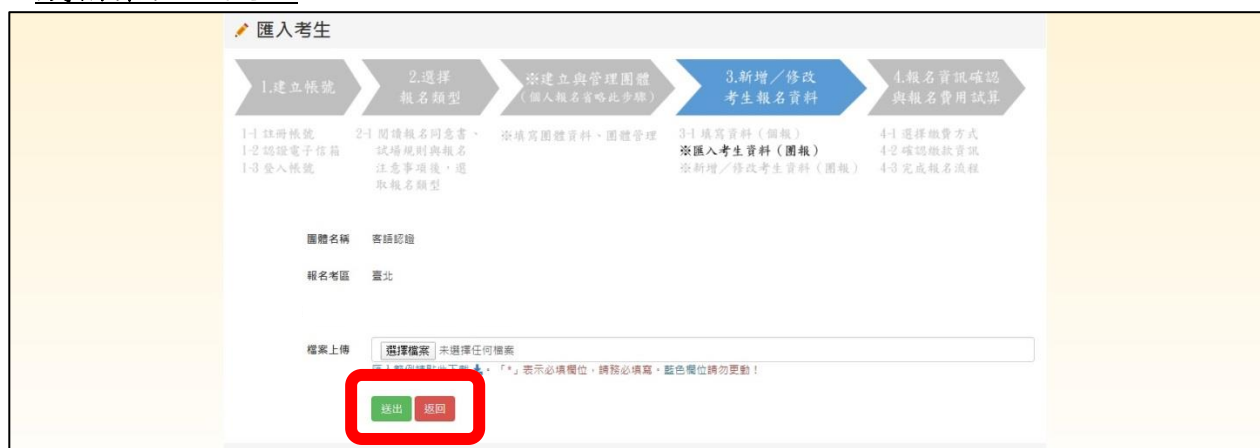 匯入考生
1.建立帳號
2.選擇
報名類型
※建立與管理團體
(個人報名省略此步驟)
3.新增／修改
考生報名資料
4.報名資訊確認
與報名費用試算
1-1 註冊帳號
1-2 認證電子信箱
1-3 登入帳號
2-1 閱讀報名同意書、
試場規則與報名
注意事項後，選
取報名類型
※填寫團體資料、團體管理
3-1 填寫資料（個報）
※匯入考生資料（團報）
※新增／修改考生資料（團報）
4-1 選擇繳費方式
4-2 確認繳款資訊
4-3 完成報名流程
團體名稱 客語認證
報名考區 臺北
檔案上傳 選擇檔案 未選擇任何檔案
「*」表示必填欄位，請務必填寫，藍色欄位請勿更動！
送出 返回